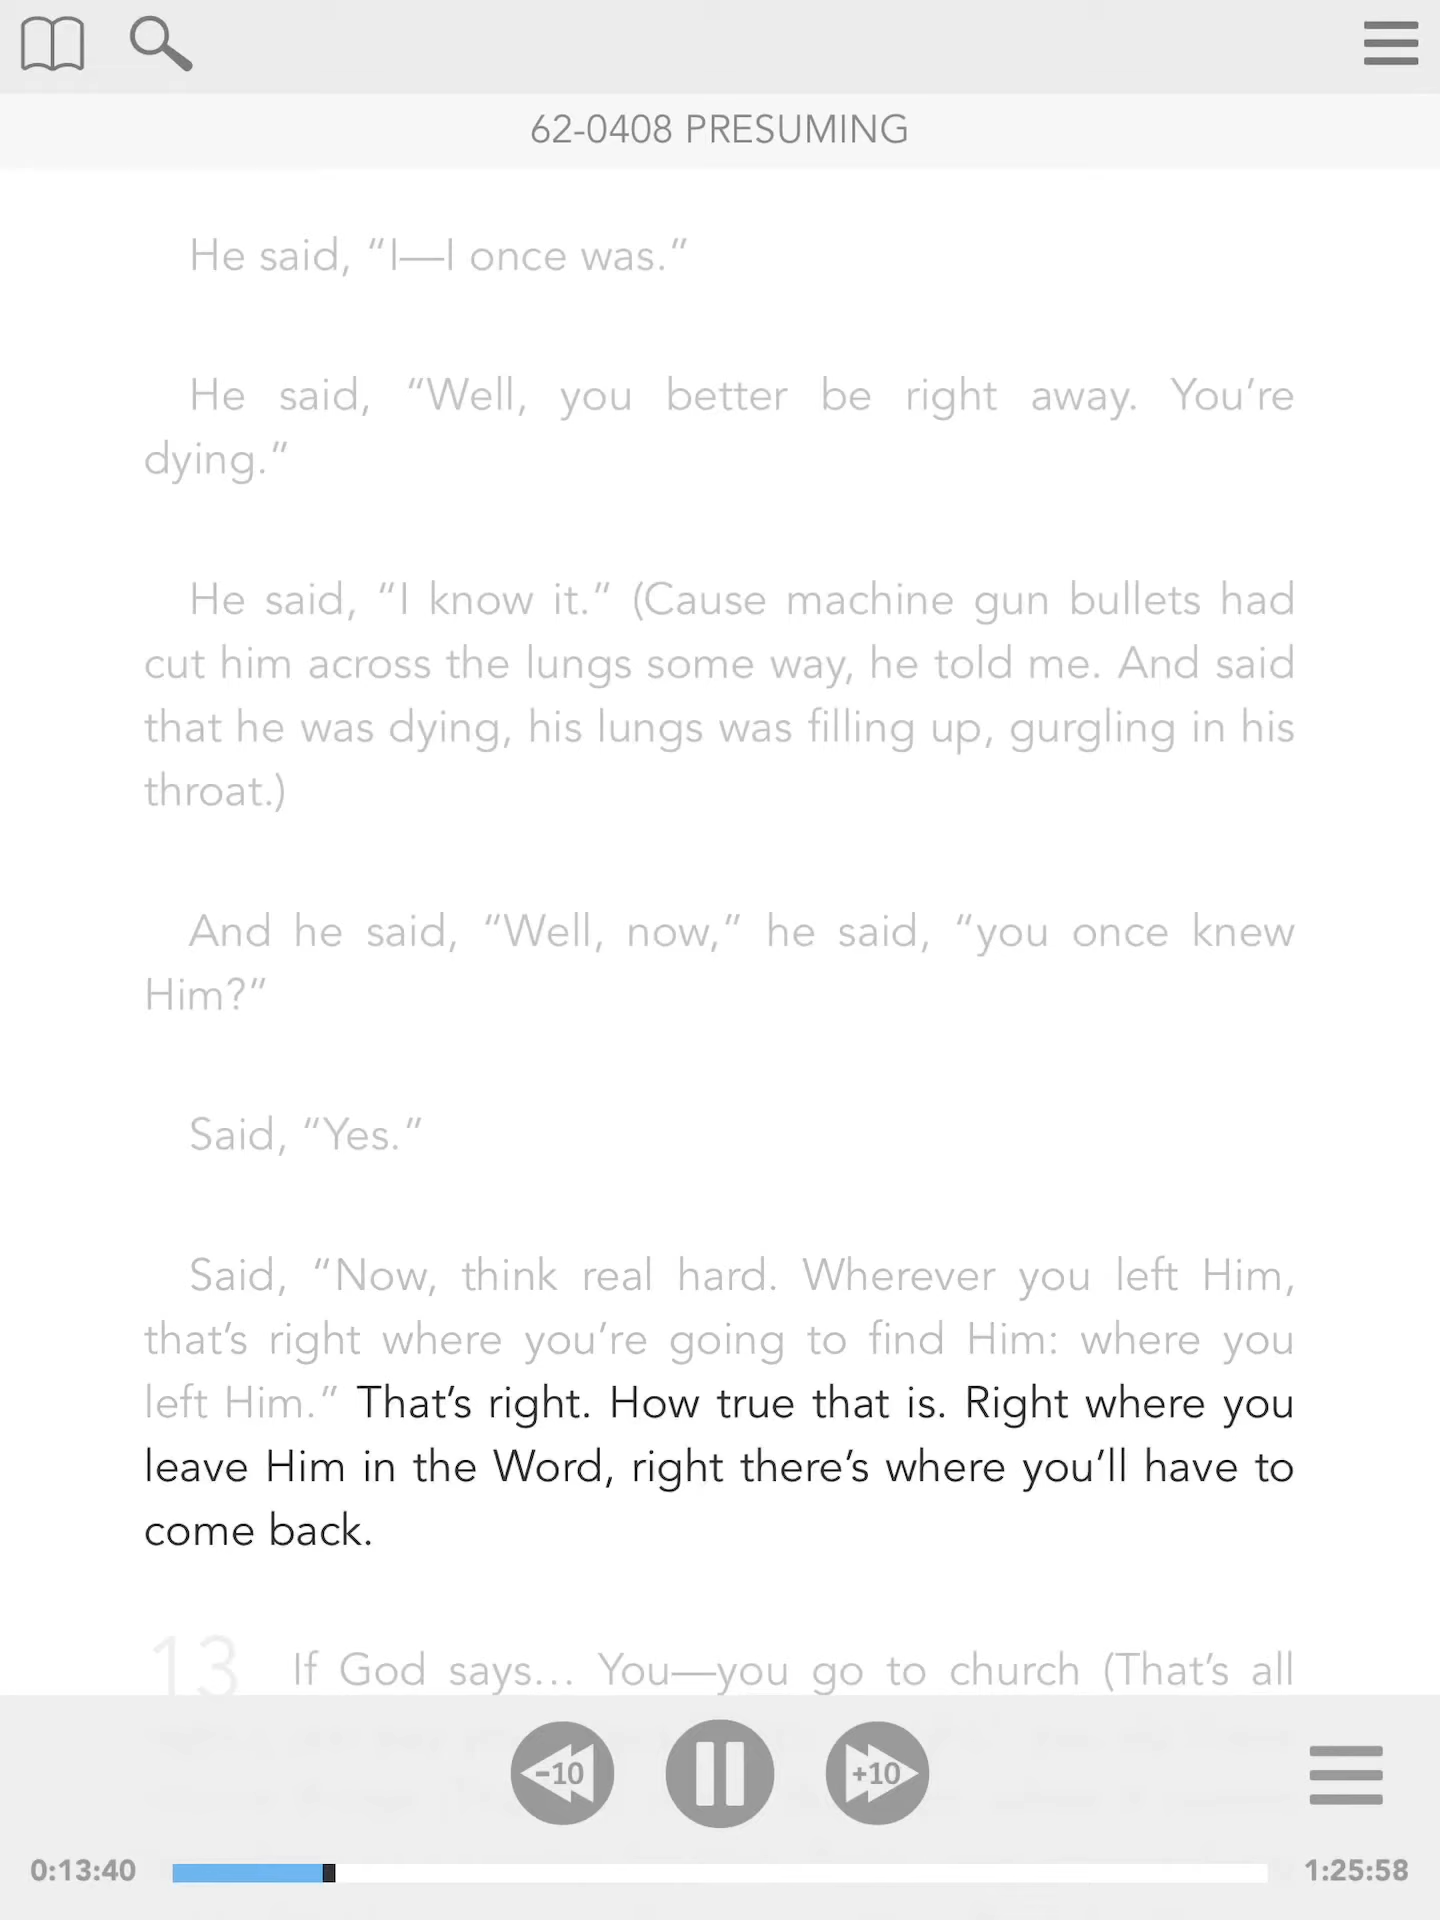 62-0408 PRESUMING
He said, “I—I once was.”
He said, “Well, you better be right away. You’re
dying.”
He said, “I know it.” (Cause machine gun bullets had
cut him across the lungs some way, he told me. And said
that he was dying, his lungs was filling up, gurgling in his
throat.)
And he said, “Well, now,“ he said, “you once knew
Him?”
Said, “Yes.”
Said, “Now, think real hard. Wherever you left Him,
that’s right where you’re going to find Him: where you
left Him.” That’s right. How true that is. Right where you
leave Him in the Word, right there’s where you’ll have to
come back.
13 If God says… You—you go to church (That’s all
-10 +10
0:13:40 1:25:58